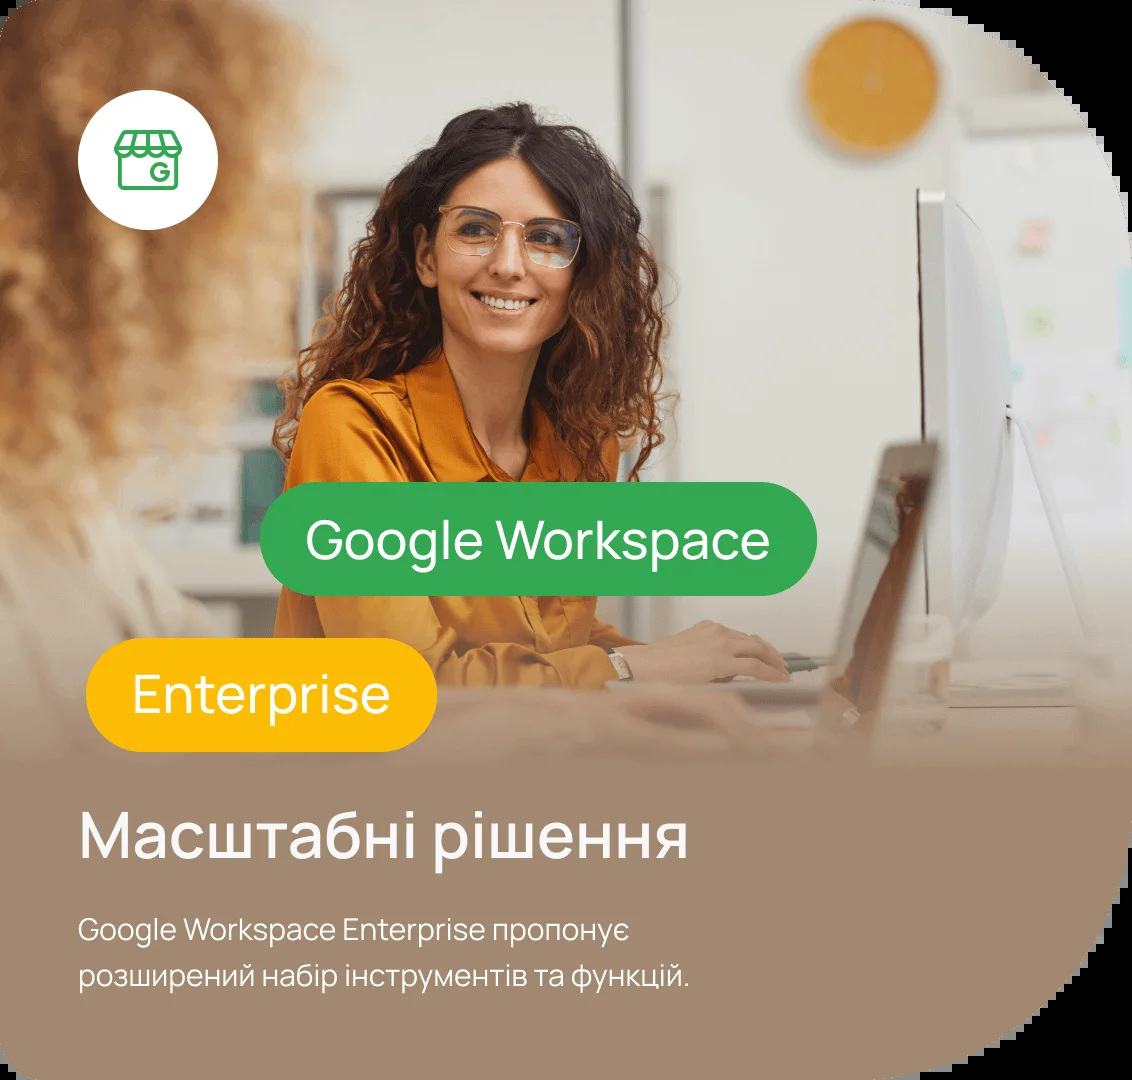 G
Google Workspace
Enterprise
Масштабні рішення
Google Workspace Enterprise пропонує
розширений набір інструментів та функцій.